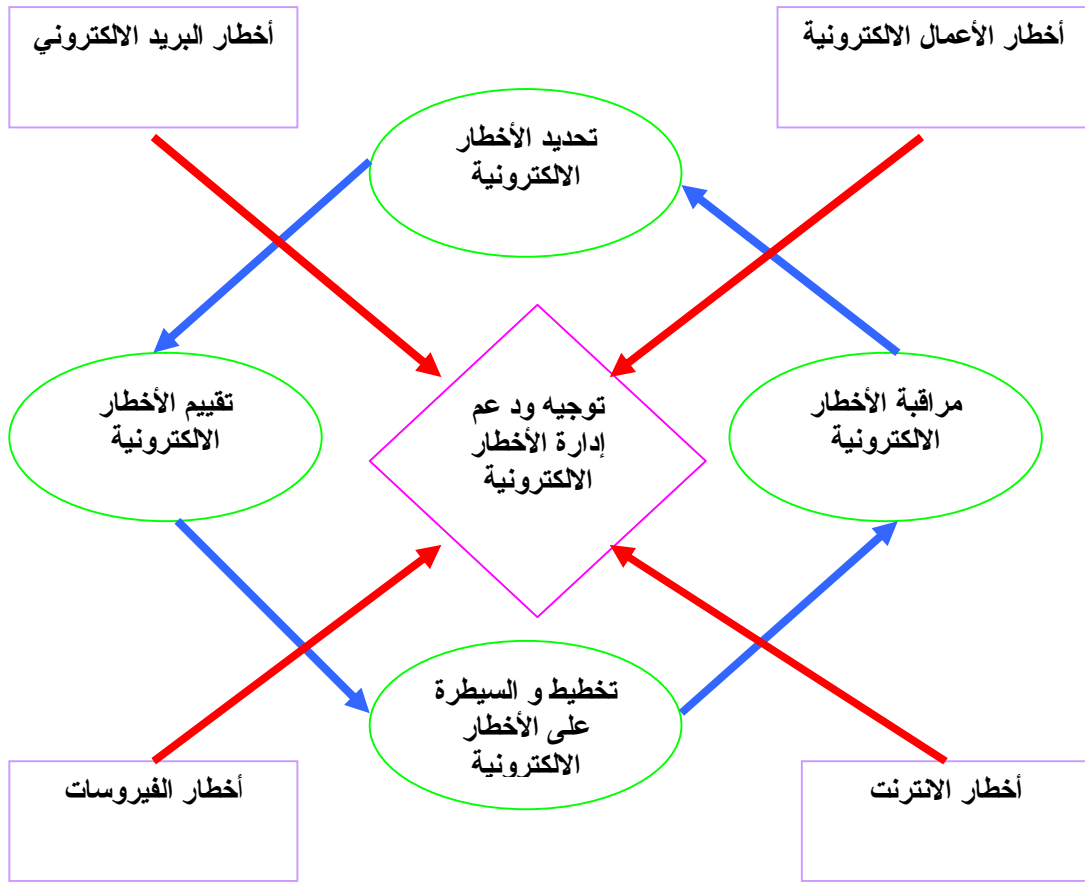 أخطار الأعمال الالكترونية
أخطار البريد الالكتروني
تحديد الأخطار
الالكترونية
مراقبة الأخطار
الالكترونية
توجيه ود عم
إدارة الأخطار
الالكترونية
تقييم الأخطار
الالكترونية
تخطيط و السيطرة
على الأخطار
الالكترونية
أخطار الانترنت
أخطار الفيروسات